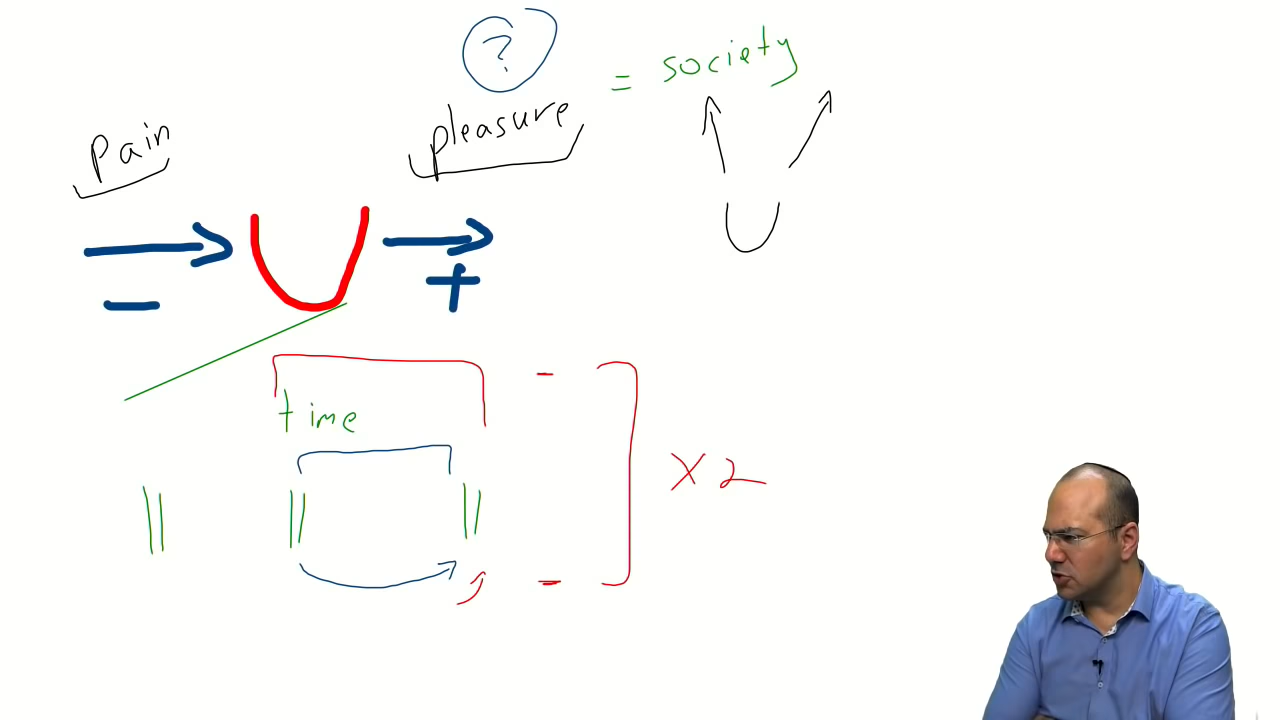 ?
= society
Pain
pleasure
-
+
time
-
x 2
-